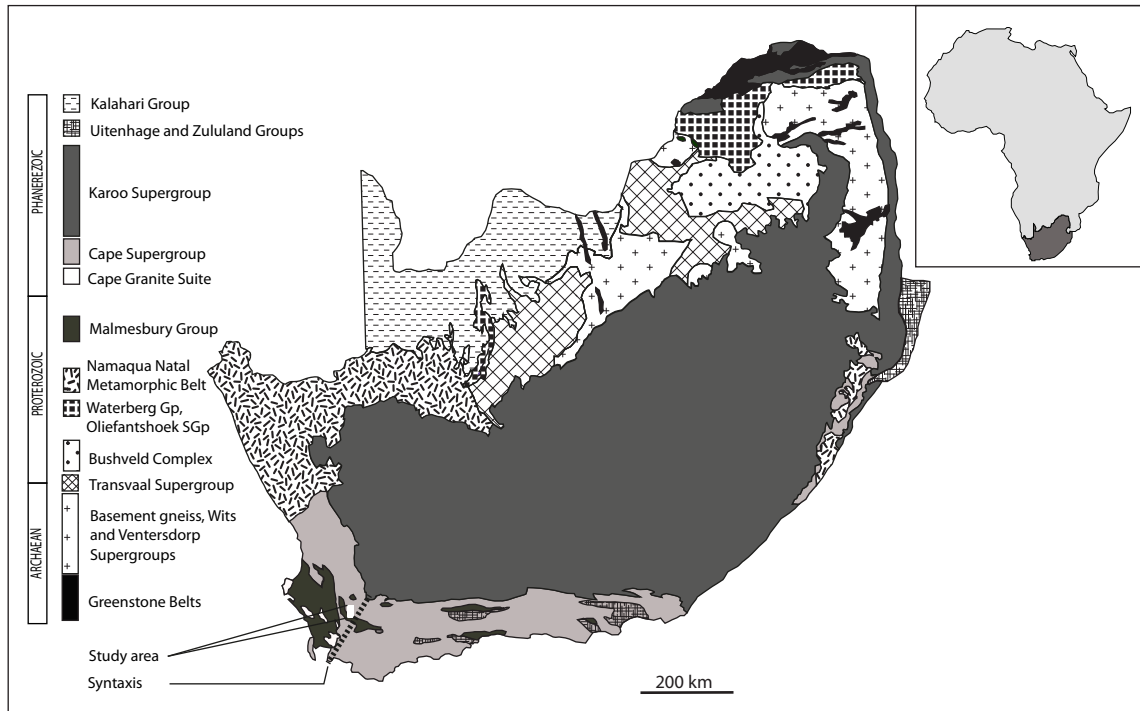 PHANEREZOIC
PROTEROZOIC
ARCHAEAN
Kalahari Group
Uitenhage and Zululand Groups
Karoo Supergroup
Cape Supergroup
Cape Granite Suite
Malmesbury Group
Namaqua Natal
Metamorphic Belt
Waterberg Gp,
Oliefantshoek SGp
Bushveld Complex
Transvaal Supergroup
Basement gneiss, Wits
and Ventersdorp
Supergroups
Greenstone Belts
Study area
Syntaxis
200 km